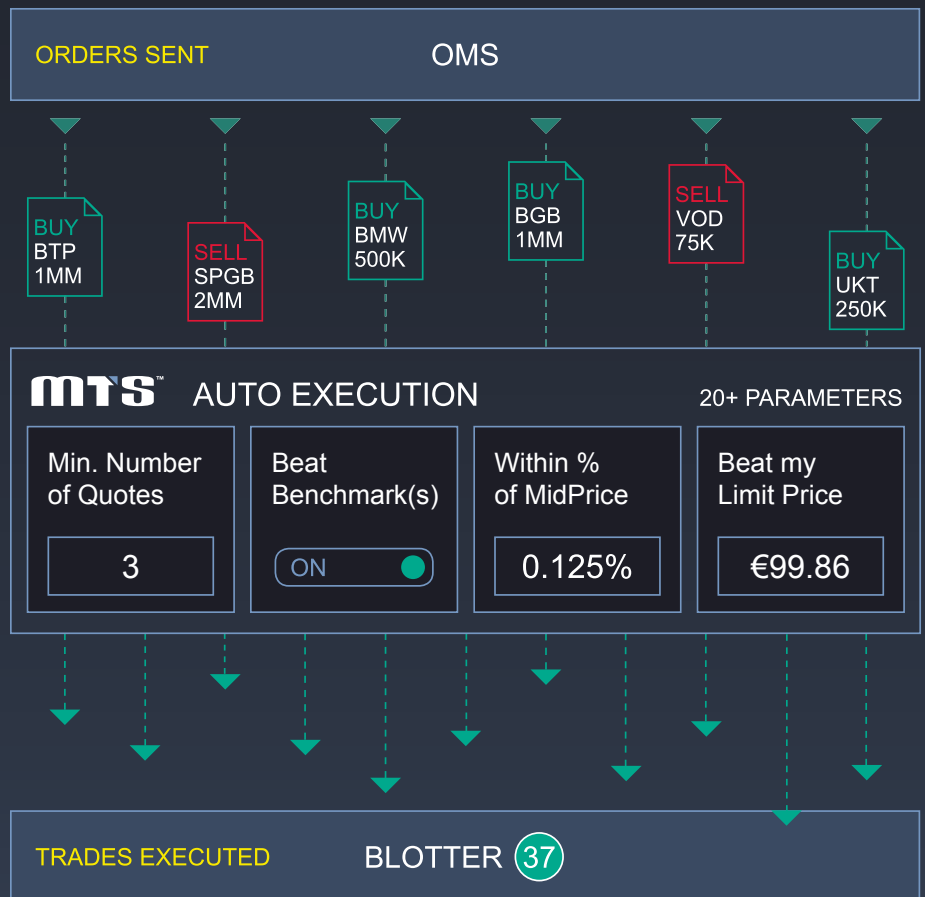 ORDERS SENT
OMS
BUY
BTP
1MM
SELL
SPGB
2MM
BUY
BMW
500K
BUY
BGB
1MM
SELL
VOD
75K
BUY
UKT
250K
MTS™
AUTO EXECUTION
20+ PARAMETERS
Min. Number
of Quotes
3
Beat
Benchmark(s)
ON
Within %
of MidPrice
0.125%
Beat my
Limit Price
€99.86
TRADES EXECUTED
BLOTTER 37